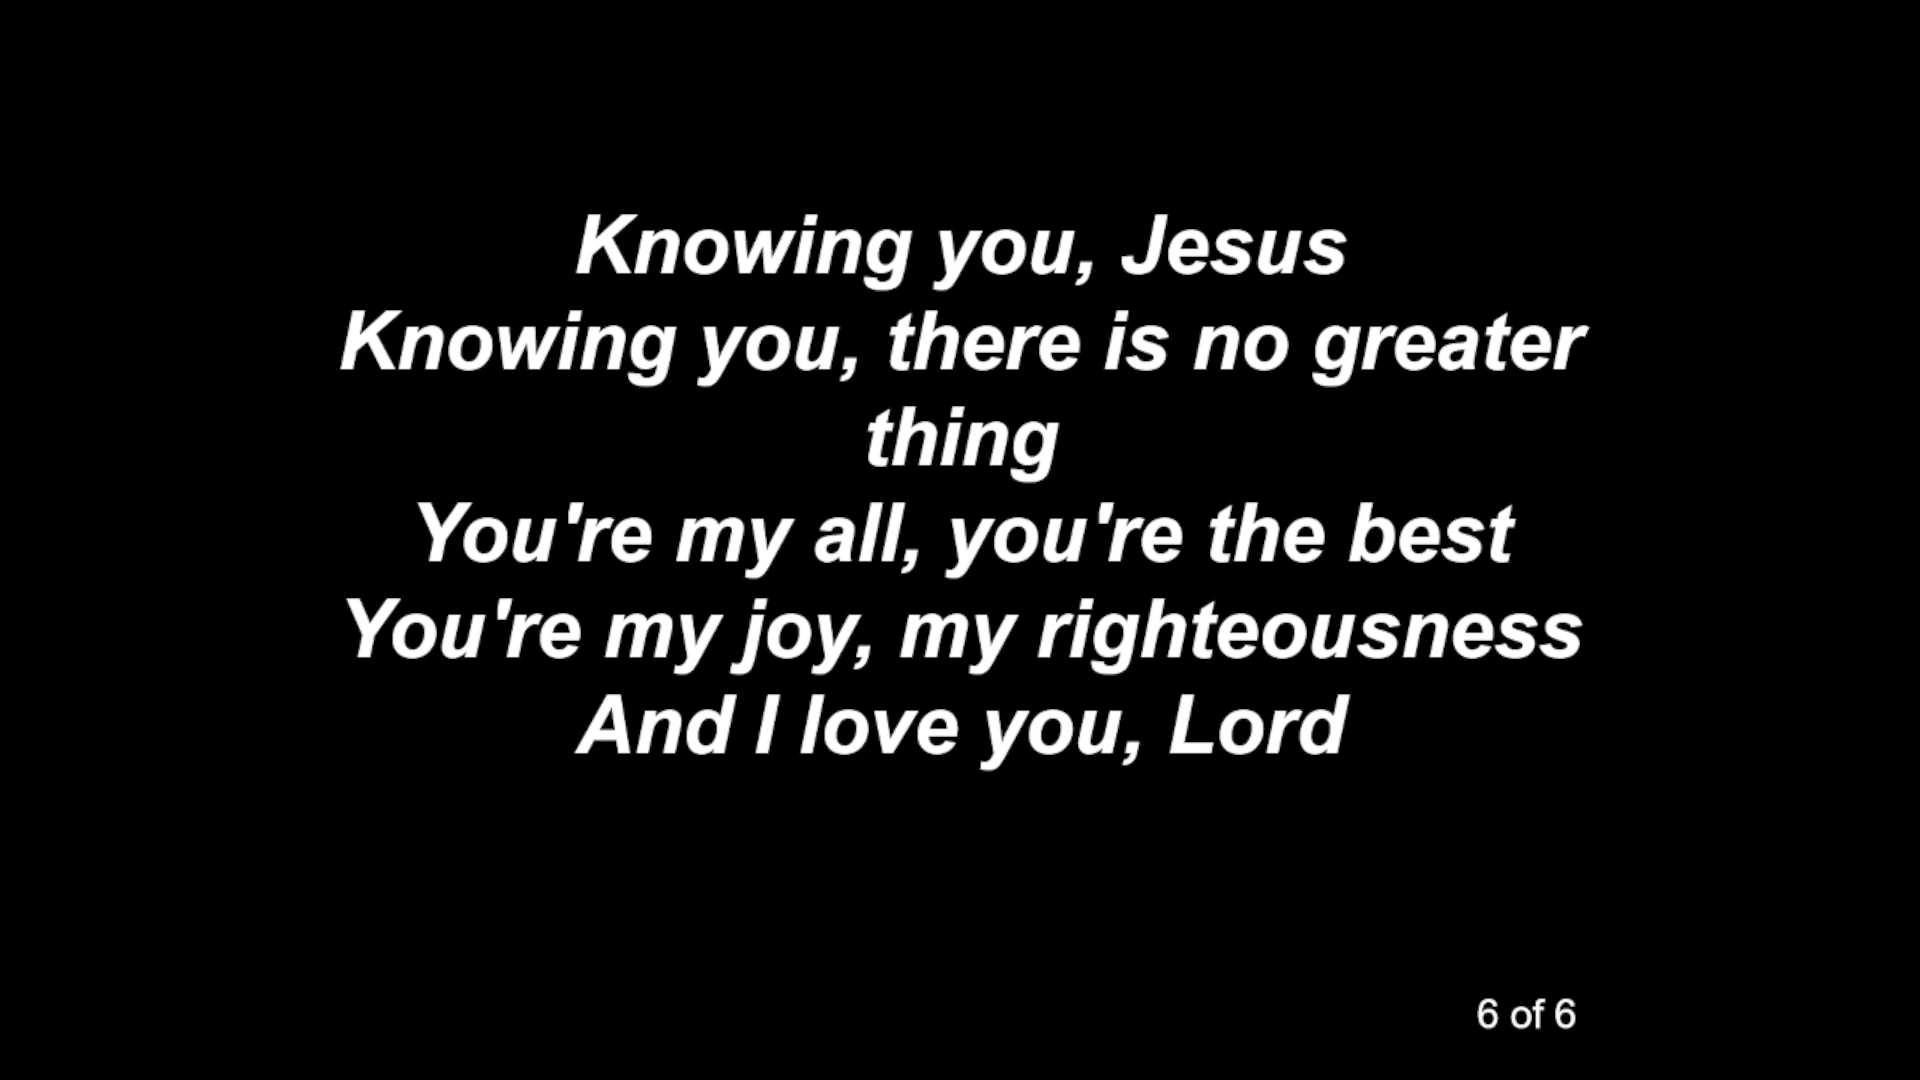 Knowing you, Jesus
Knowing you, there is no greater
thing
You're my all, you're the best
You're my joy, my righteousness
And I love you, Lord
6 of 6